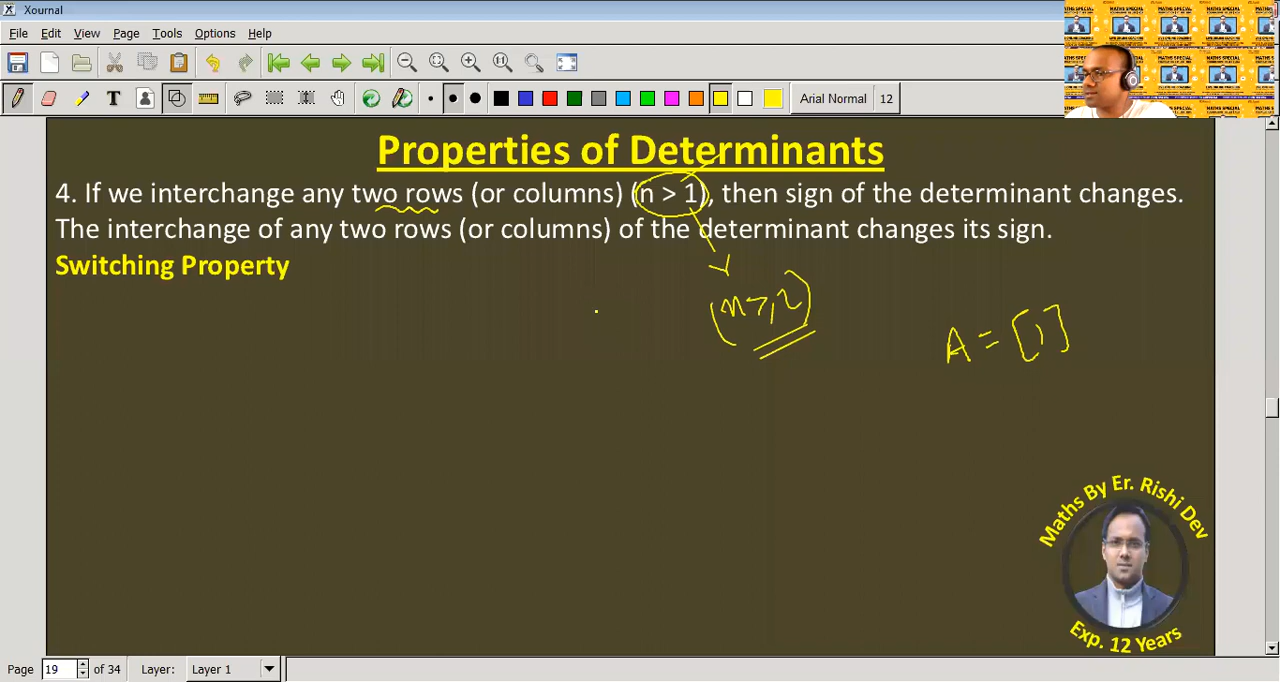 Xournal
File Edit View Page Tools Options Help
Arial Normal 12
Properties of Determinants
4. If we interchange any two rows (or columns) (n > 1), then sign of the determinant changes.
The interchange of any two rows (or columns) of the determinant changes its sign.
Switching Property
(n ≥ 2)
A = [1]
Maths By Er. Rishi Dev
Exp. 12 Years
Page 19 of 34 Layer: Layer 1